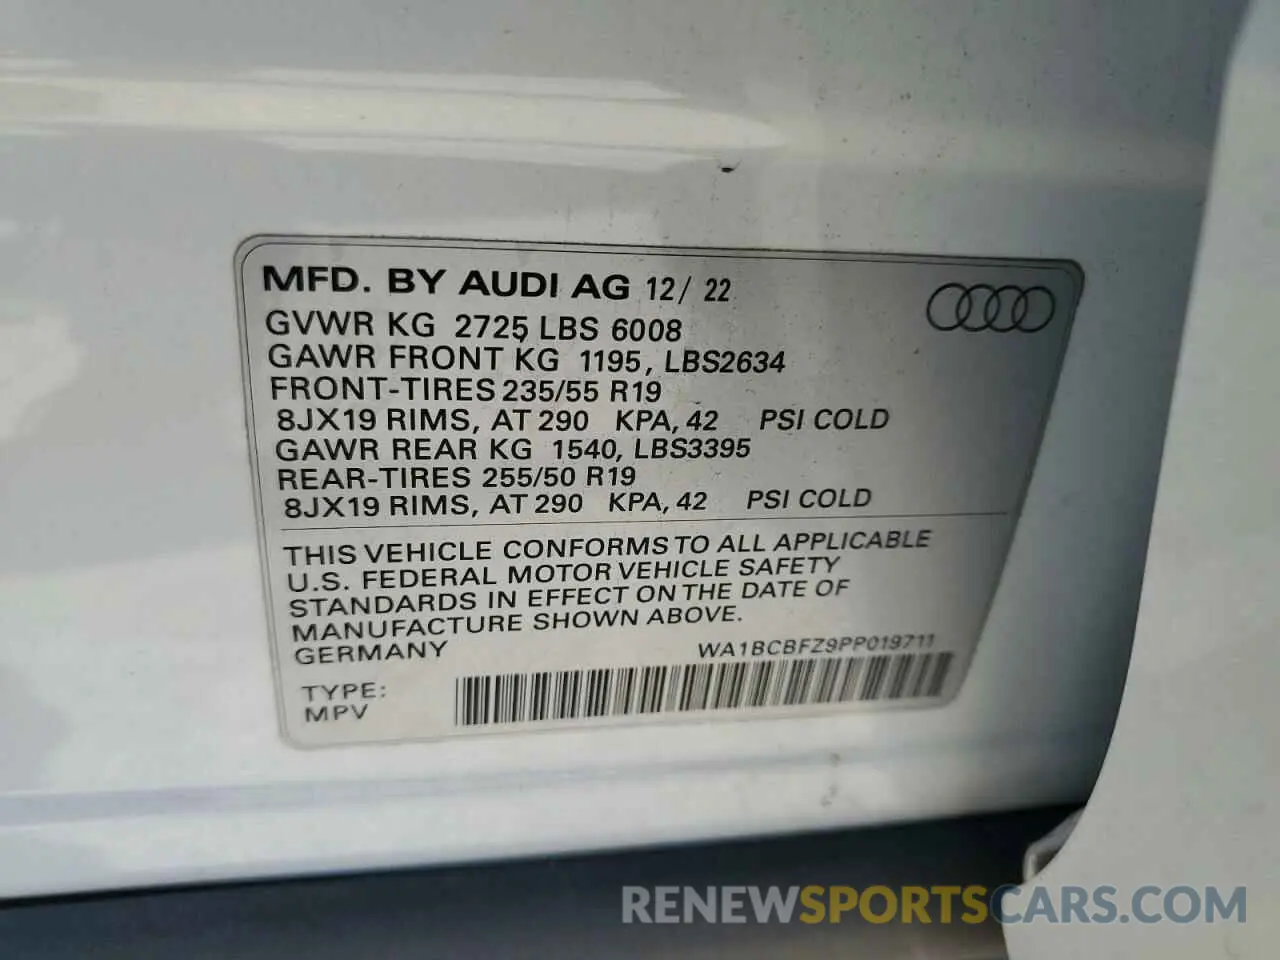 MFD. BY AUDI AG 12/ 22
GVWR KG 2725 LBS 6008
GAWR FRONT KG 1195, LBS2634
FRONT-TIRES 235/55 R19
8JX19 RIMS, AT 290 KPA, 42 PSI COLD
GAWR REAR KG 1540, LBS3395
REAR-TIRES 255/50 R19
8JX19 RIMS, AT 290 KPA, 42 PSI COLD
THIS VEHICLE CONFORMS TO ALL APPLICABLE
U.S. FEDERAL MOTOR VEHICLE SAFETY
STANDARDS IN EFFECT ON THE DATE OF
MANUFACTURE SHOWN ABOVE.
GERMANY WA1BCBFZ9PP019711
TYPE:
MPV
RENEWSPORTSCARS.COM